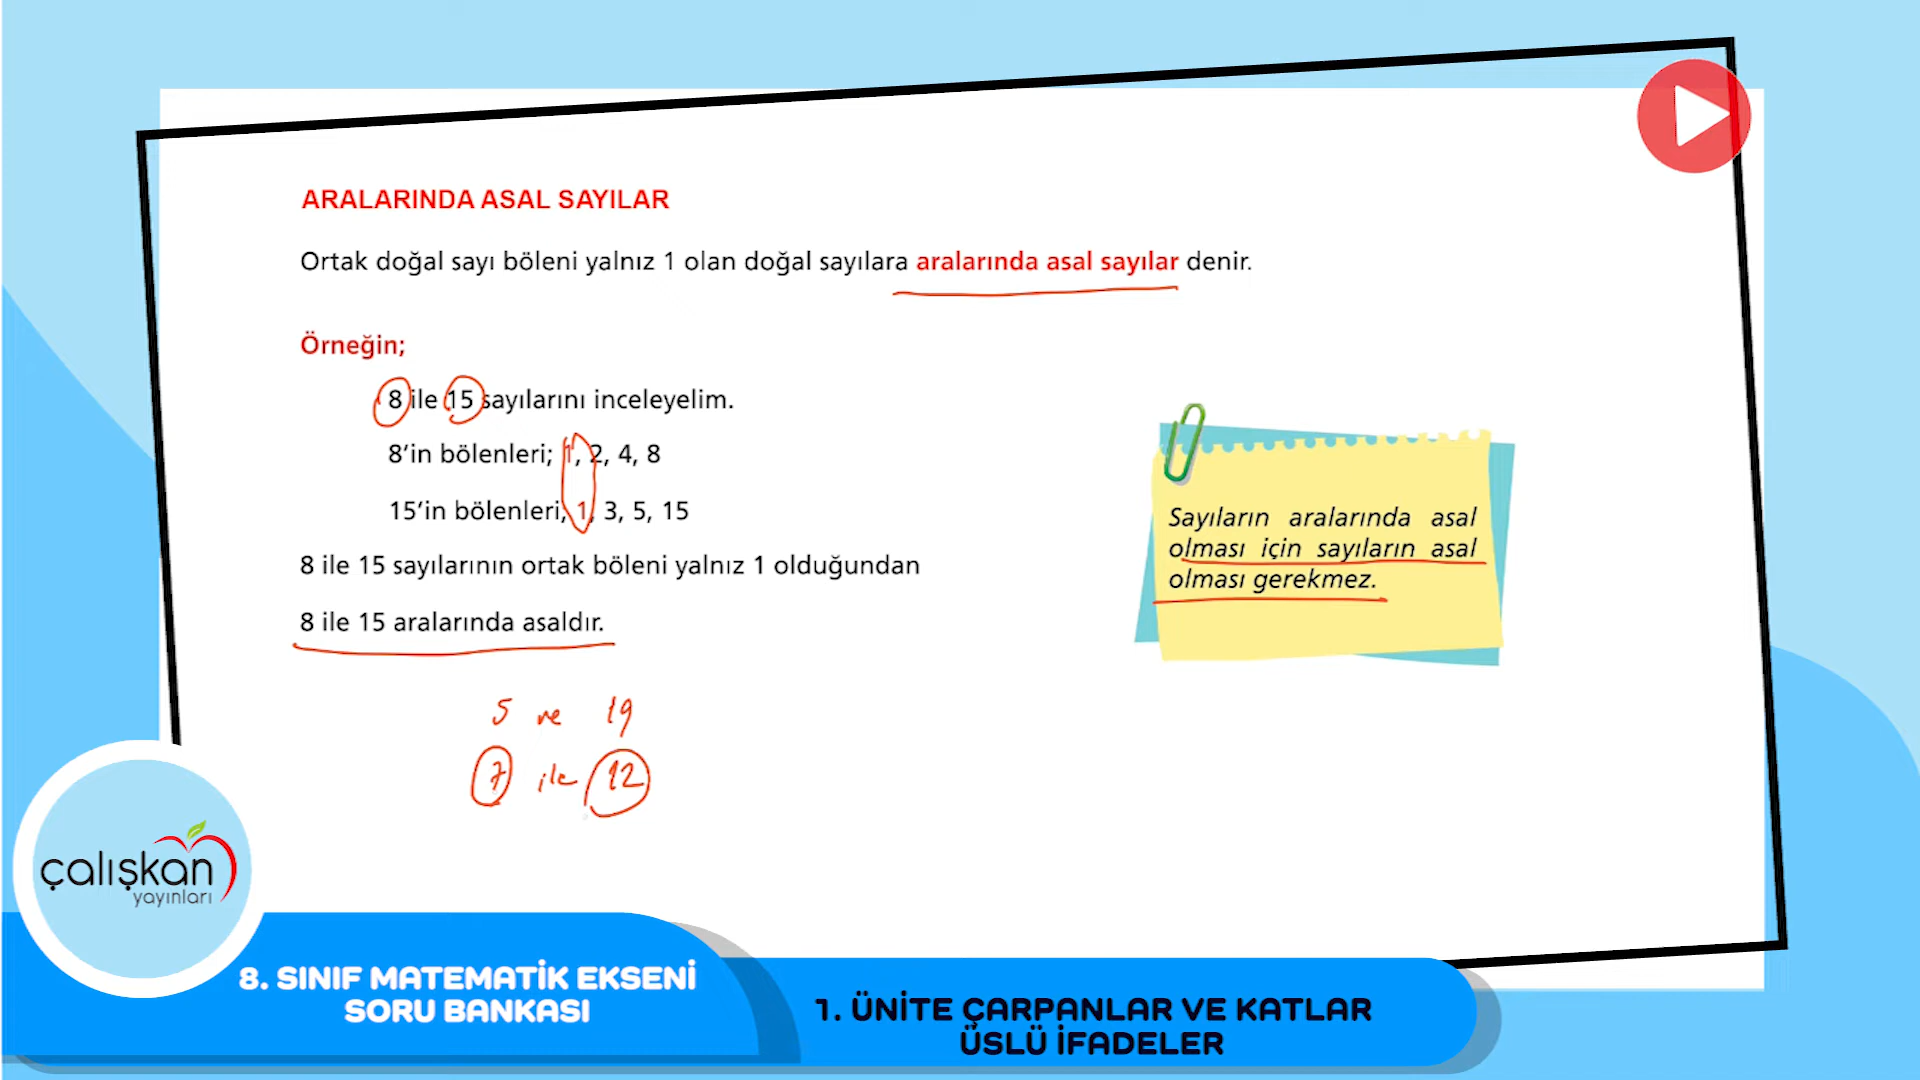 ARALARINDA ASAL SAYILAR
Ortak doğal sayı böleni yalnız 1 olan doğal sayılara aralarında asal sayılar denir.
Örneğin;
8 ile 15 sayılarını inceleyelim.
8’in bölenleri; 1, 2, 4, 8
15’in bölenleri; 1, 3, 5, 15
8 ile 15 sayılarının ortak böleni yalnız 1 olduğundan
8 ile 15 aralarında asaldır.
5 ve 19
7 ile 12
Sayıların aralarında asal
olması için sayıların asal
olması gerekmez.
çalışkan
yayınları
8. SINIF MATEMATİK EKSENİ
SORU BANKASI
1. ÜNİTE ÇARPANLAR VE KATLAR
ÜSLÜ İFADELER